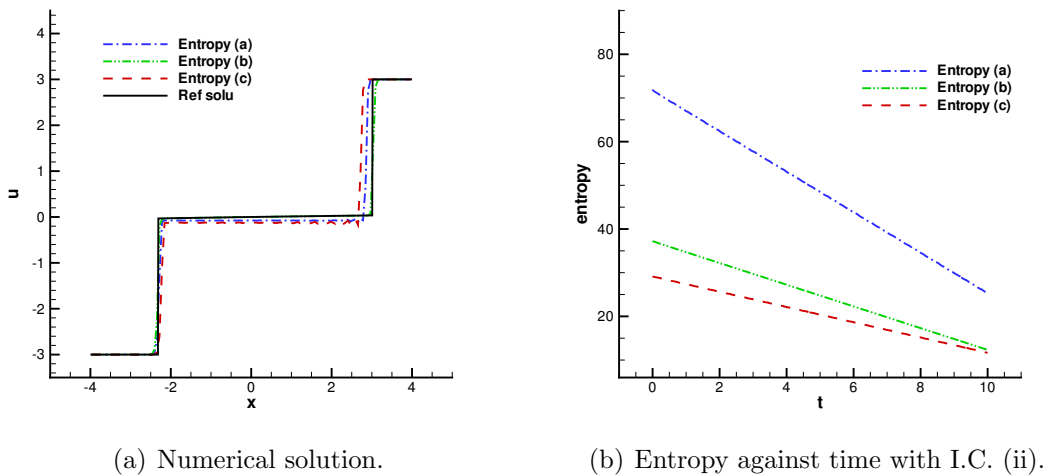 4
3
2
1
0
-1
-2
-3
u
-4
-2
0
2
4
x
Entropy (a)
Entropy (b)
Entropy (c)
Ref solu
80
60
40
20
entropy
0
2
4
6
8
10
t
Entropy (a)
Entropy (b)
Entropy (c)
(a) Numerical solution.
(b) Entropy against time with I.C. (ii).